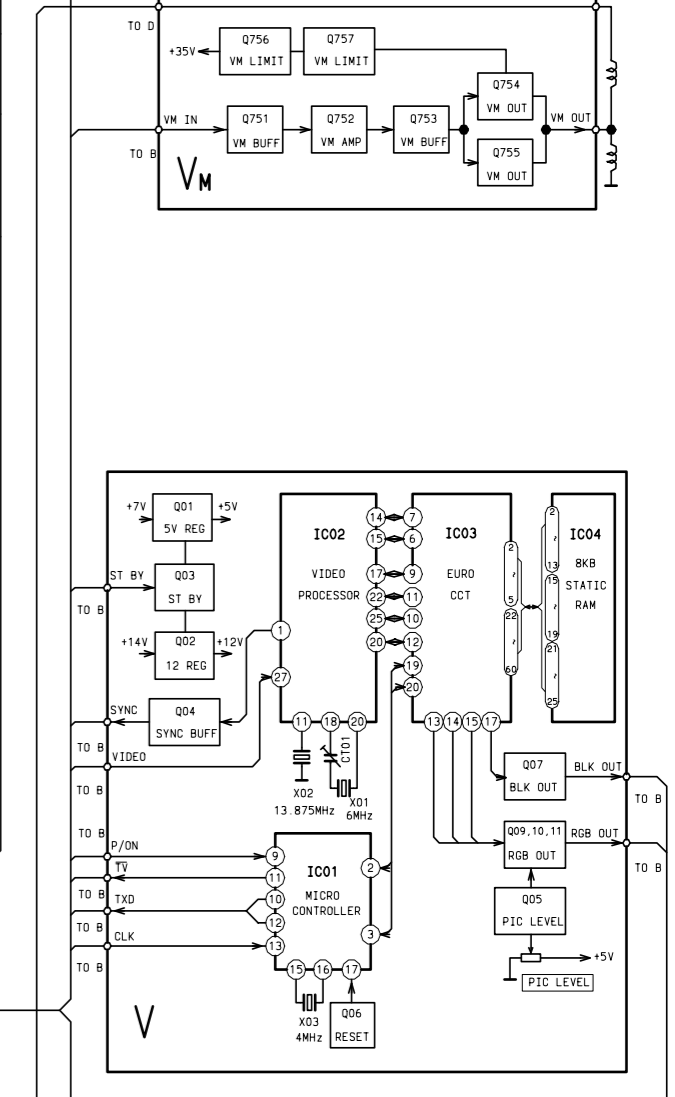 TO D
+35V
Q756
VM LIMIT
Q757
VM LIMIT
Q754
VM OUT
VM IN
Q751
VM BUFF
Q752
VM AMP
Q753
VM BUFF
VM OUT
Q755
VM OUT
TO B
VM
+7V
Q01
5V REG
+5V
ST BY
Q03
ST BY
TO B
+14V
Q02
12 REG
+12V
SYNC
Q04
SYNC BUFF
TO B
VIDEO
TO B
IC02
VIDEO
PROCESSOR
1
27
14
15
17
22
25
20
11
18
20
CT01
X02
13.875MHz
X01
6MHz
IC03
EURO
CCT
7
6
9
11
10
12
19
20
13
14
15
17
2
~
5
22
~
60
IC04
8KB
STATIC
RAM
2
~
13
15
~
19
21
~
25
Q07
BLK OUT
BLK OUT
TO B
Q09,10,11
RGB OUT
RGB OUT
TO B
Q05
PIC LEVEL
+5V
PIC LEVEL
TO B
P/ON
TV
TO B
TXD
TO B
CLK
TO B
IC01
MICRO
CONTROLLER
9
11
10
12
13
2
3
15
16
17
X03
4MHz
Q06
RESET
V